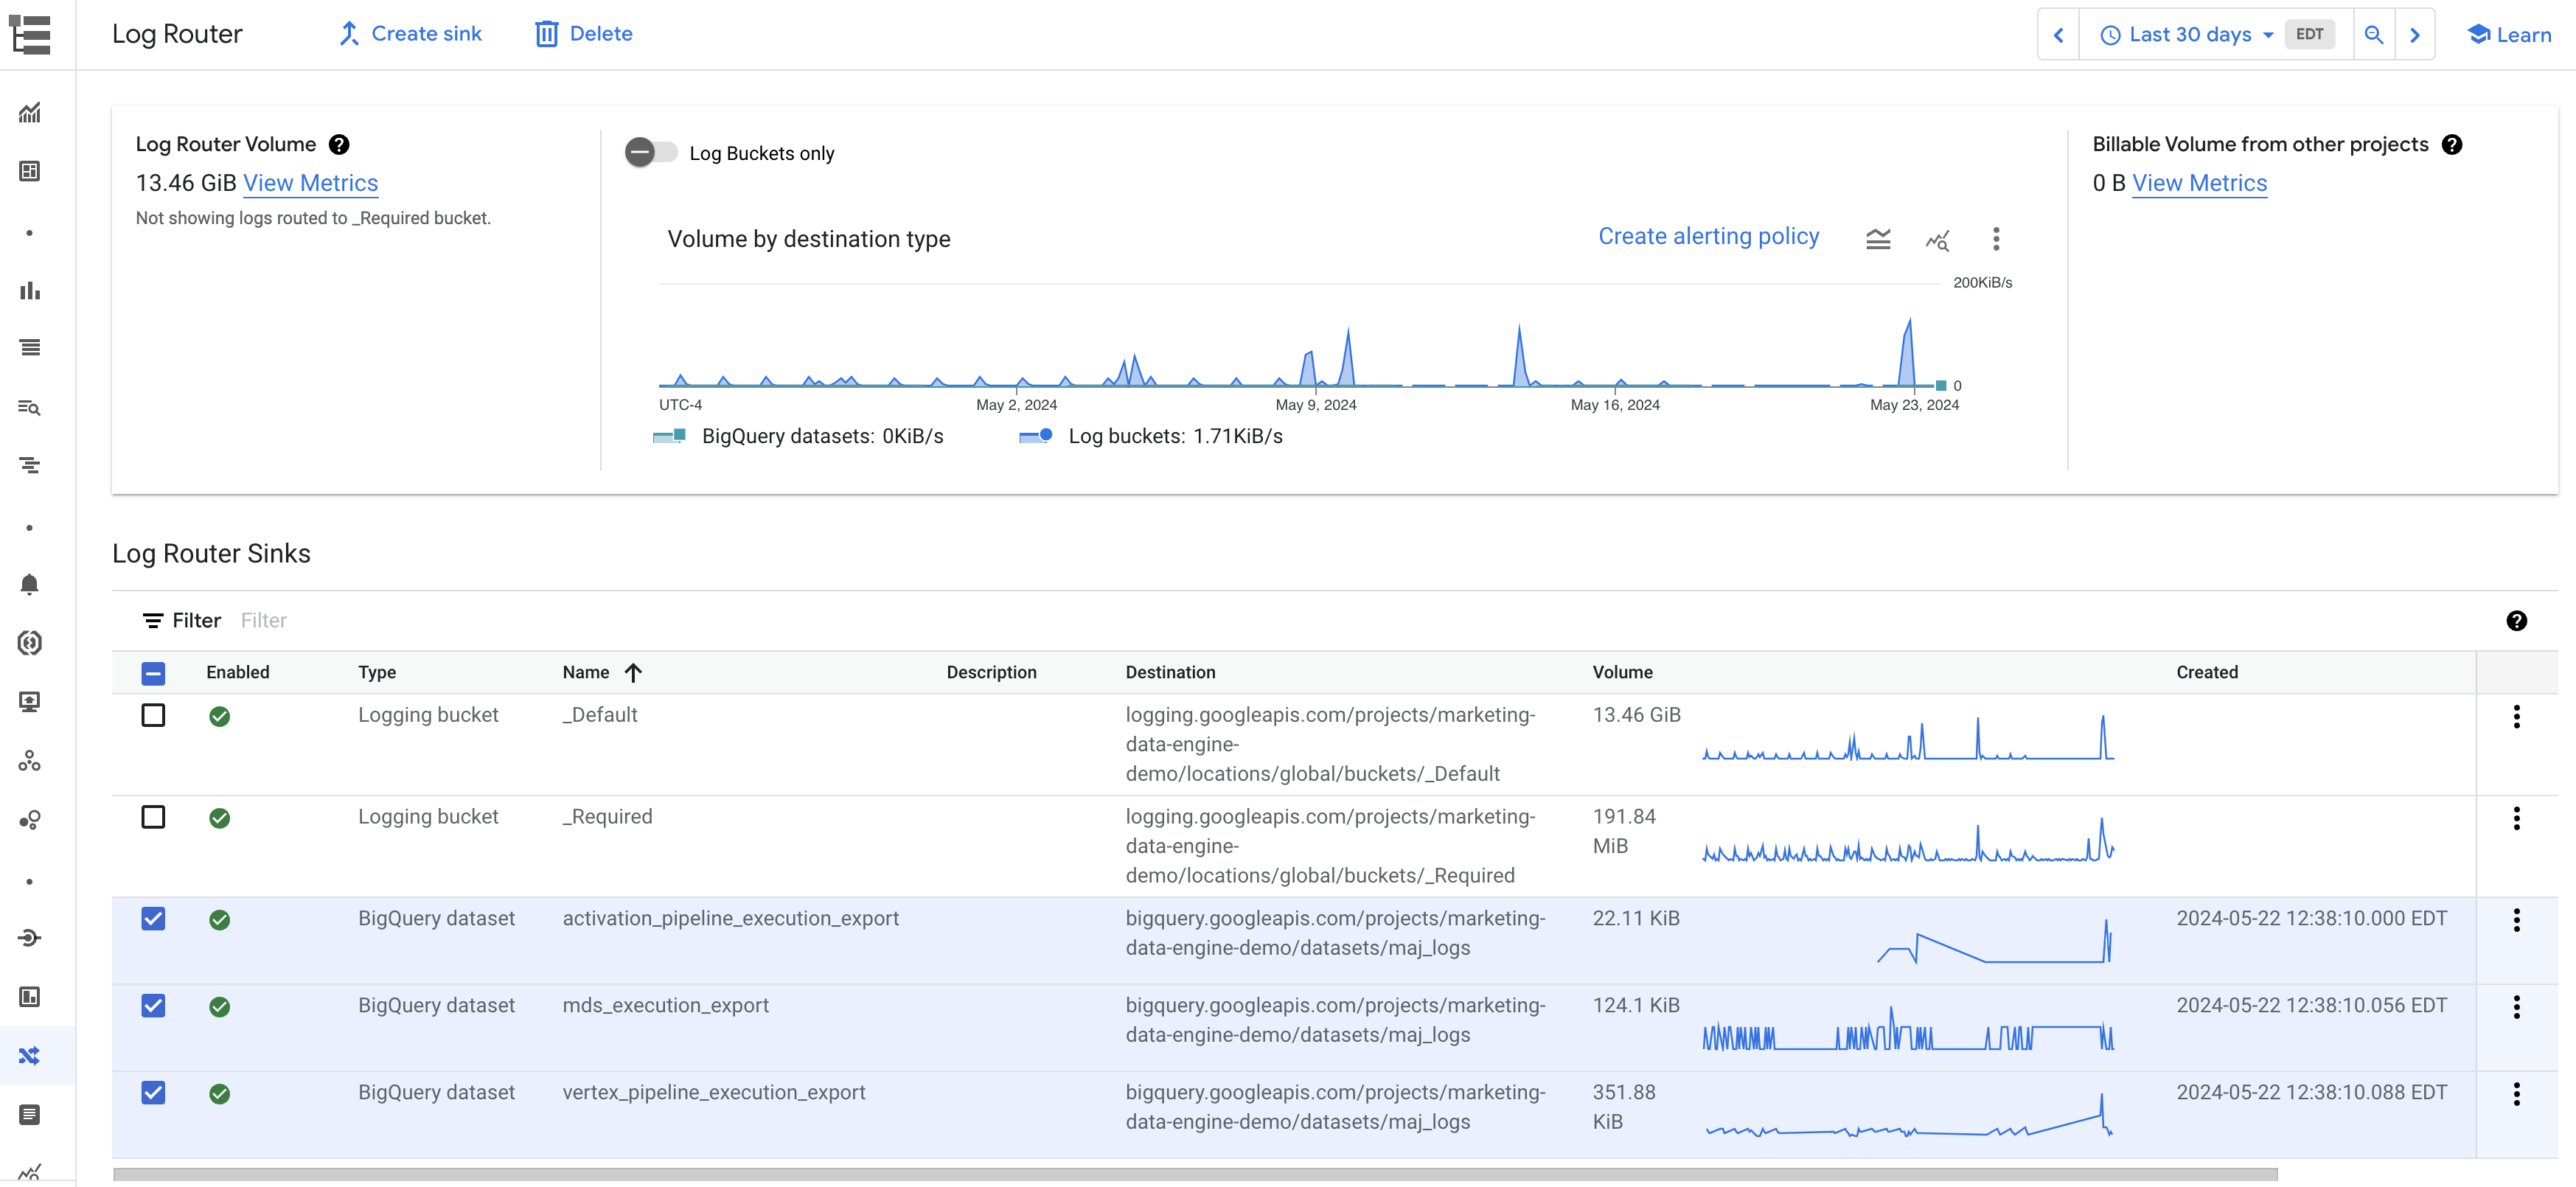 Log Router
Create sink
Delete
Last 30 days
EDT
Learn
Log Router Volume
13.46 GiB View Metrics
Not showing logs routed to _Required bucket.
Log Buckets only
Billable Volume from other projects
0 B View Metrics
Volume by destination type
Create alerting policy
200KiB/s
0
UTC-4
May 2, 2024
May 9, 2024
May 16, 2024
May 23, 2024
BigQuery datasets: 0KiB/s
Log buckets: 1.71KiB/s
Log Router Sinks
Filter Filter
Enabled Type Name Description Destination Volume Created
Logging bucket _Default logging.googleapis.com/projects/marketing- 13.46 GiB
data-engine-
demo/locations/global/buckets/_Default
Logging bucket _Required logging.googleapis.com/projects/marketing- 191.84
data-engine- MiB
demo/locations/global/buckets/_Required
BigQuery dataset activation_pipeline_execution_export bigquery.googleapis.com/projects/marketing- 22.11 KiB 2024-05-22 12:38:10.000 EDT
data-engine-demo/datasets/maj_logs
BigQuery dataset mds_execution_export bigquery.googleapis.com/projects/marketing- 124.1 KiB 2024-05-22 12:38:10.056 EDT
data-engine-demo/datasets/maj_logs
BigQuery dataset vertex_pipeline_execution_export bigquery.googleapis.com/projects/marketing- 351.88 2024-05-22 12:38:10.088 EDT
data-engine-demo/datasets/maj_logs KiB